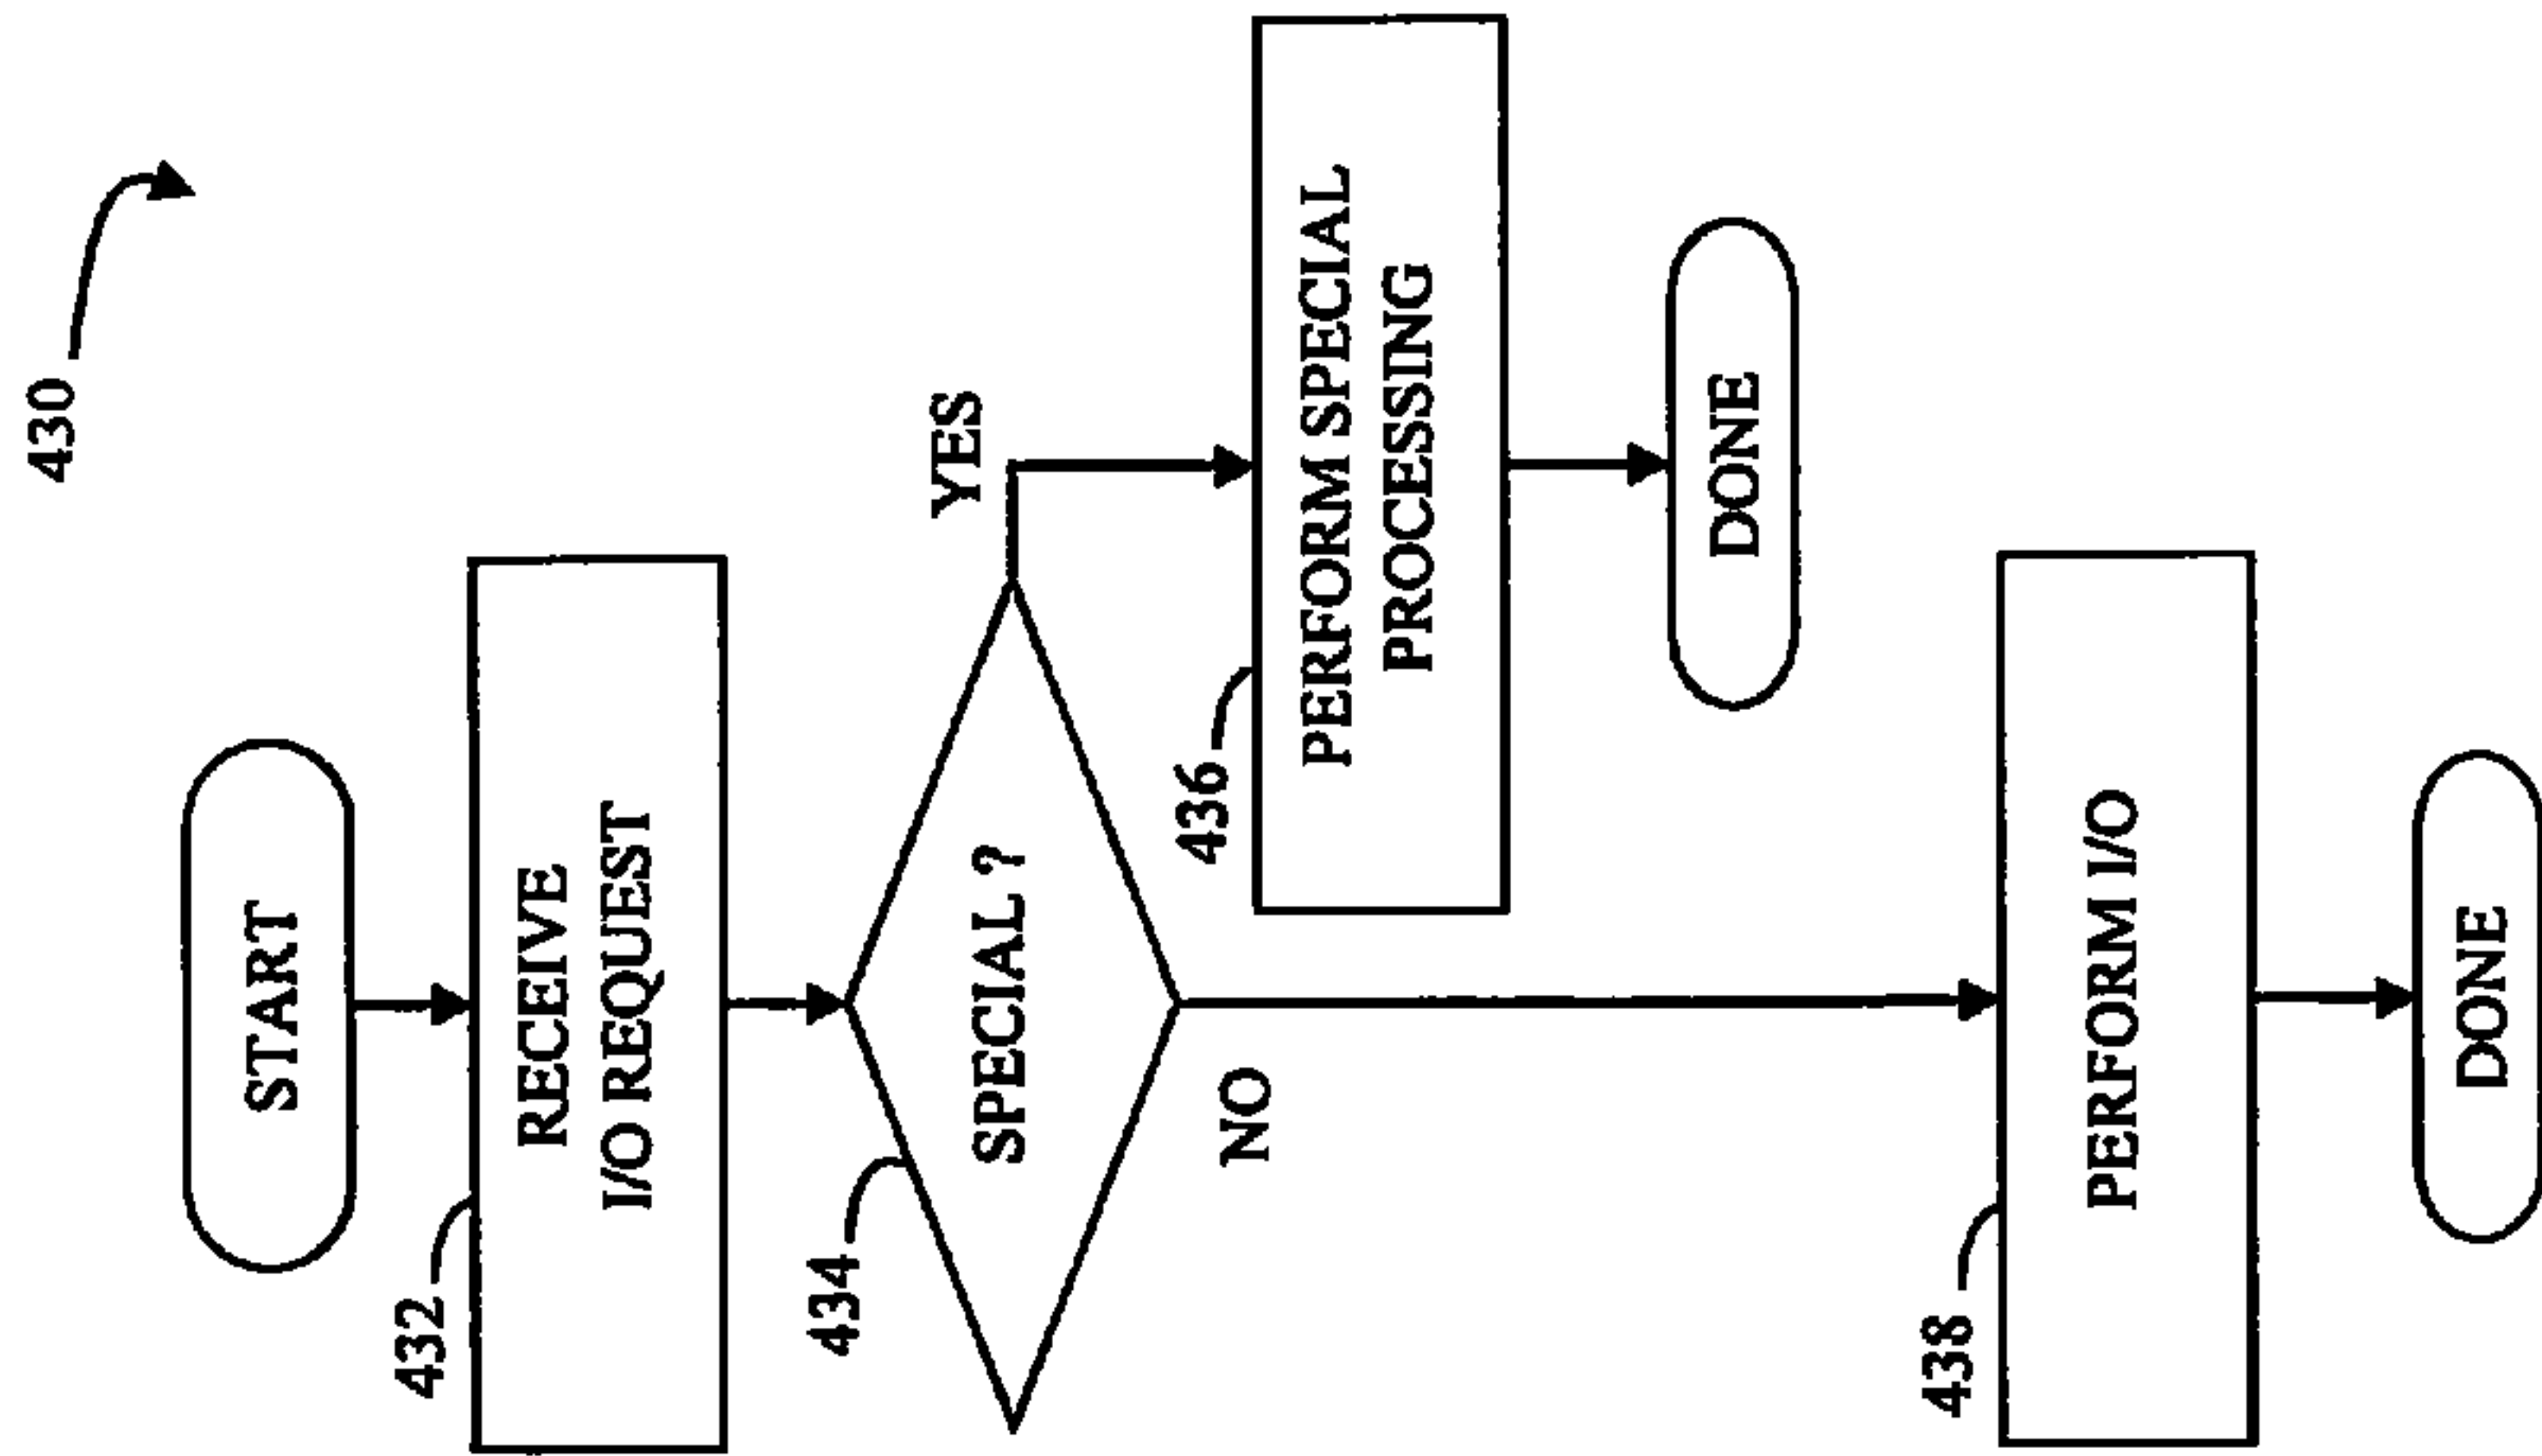 430
START
432
RECEIVE
I/O REQUEST
434
SPECIAL ?
YES
NO
436
PERFORM SPECIAL
PROCESSING
DONE
438
PERFORM I/O
DONE